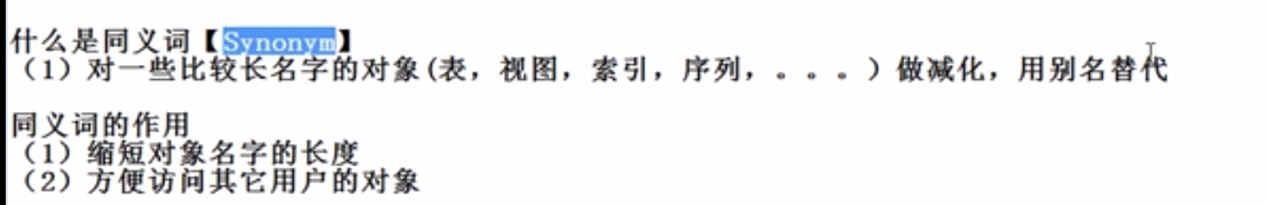 什么是同义词【Synonym】
（1）对一些比较长名字的对象(表，视图，索引，序列，。。。）做减化，用别名替代
同义词的作用
（1）缩短对象名字的长度
（2）方便访问其它用户的对象